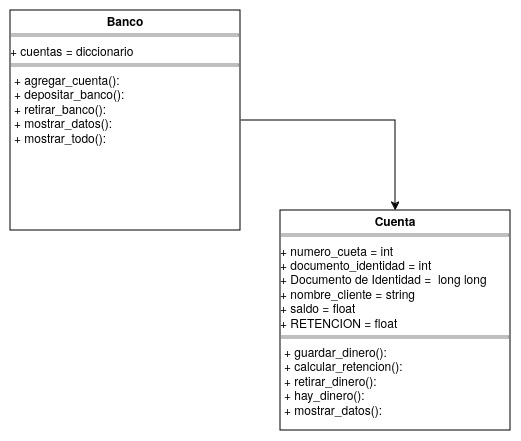 Banco
+ cuentas = diccionario
+ agregar_cuenta():
+ depositar_banco():
+ retirar_banco():
+ mostrar_datos():
+ mostrar_todo():
Cuenta
+ numero_cueta = int
+ documento_identidad = int
+ Documento de Identidad =  long long
+ nombre_cliente = string
+ saldo = float
+ RETENCION = float
+ guardar_dinero():
+ calcular_retencion():
+ retirar_dinero():
+ hay_dinero():
+ mostrar_datos():